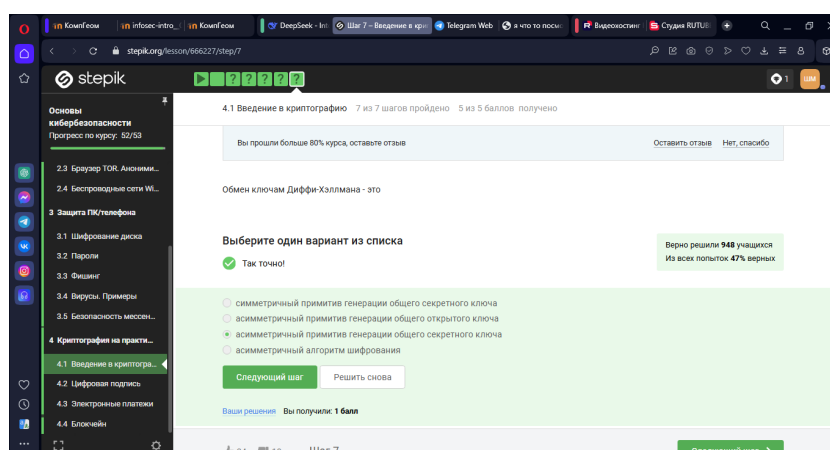 КомпГеом
infosec-intro_
КомпГеом
DeepSeek - Int
Шаг 7 – Введение в кри
Telegram Web
я что то посмо
Видеохостинг
Студия RUTUB
stepik.org/lesson/666227/step/7
stepik
? ? ? ? ?
1
ШМ
Основы
кибербезопасности
Прогресс по курсу: 52/53
2.3 Браузер TOR. Анонимн...
2.4 Беспроводные сети Wi...
3 Защита ПК/телефона
3.1 Шифрование диска
3.2 Пароли
3.3 Фишинг
3.4 Вирусы. Примеры
3.5 Безопасность мессен...
4 Криптография на практи...
4.1 Введение в криптогра...
4.2 Цифровая подпись
4.3 Электронные платежи
4.4 Блокчейн
4.1 Введение в криптографию 7 из 7 шагов пройдено 5 из 5 баллов получено
Вы прошли больше 80% курса, оставьте отзыв
Оставить отзыв Нет, спасибо
Обмен ключам Диффи-Хэллмана - это
Выберите один вариант из списка
Так точно!
Верно решили 948 учащихся
Из всех попыток 47% верных
симметричный примитив генерации общего секретного ключа
асимметричный примитив генерации общего открытого ключа
асимметричный примитив генерации общего секретного ключа
асимметричный алгоритм шифрования
Следующий шаг
Решить снова
Ваши решения Вы получили: 1 балл
Шаг 7